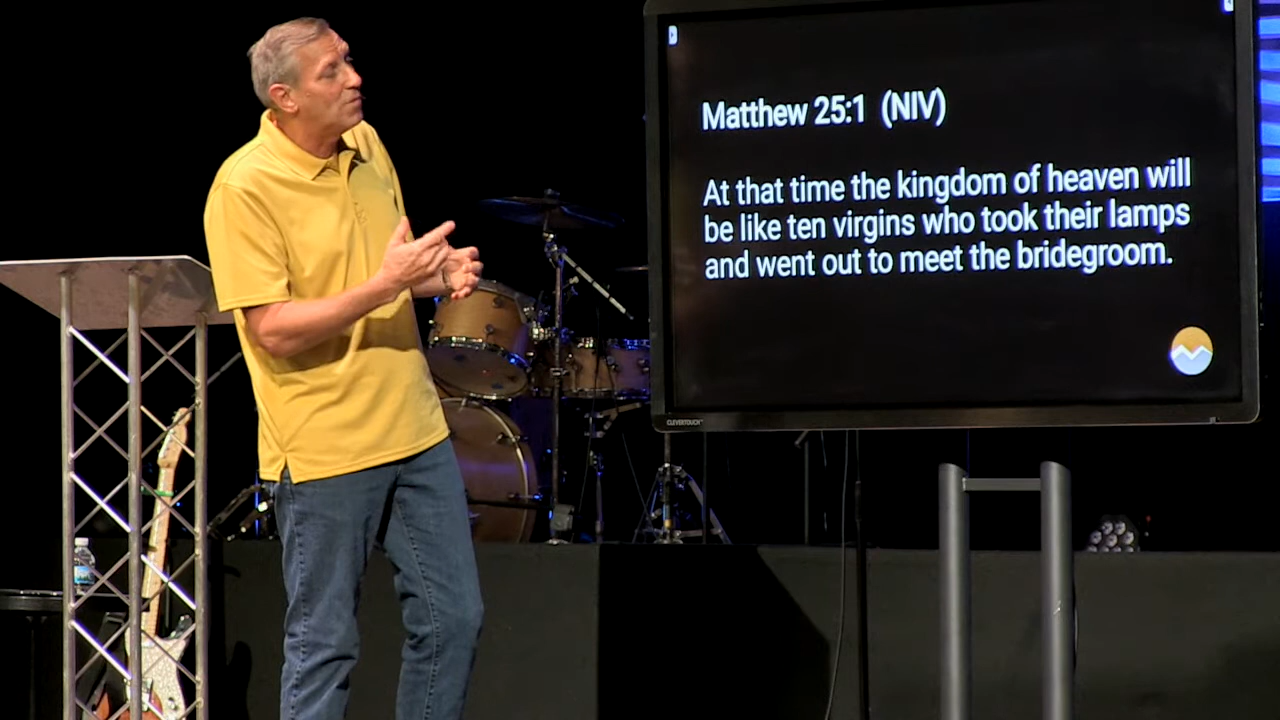 Matthew 25:1 (NIV)
At that time the kingdom of heaven will
be like ten virgins who took their lamps
and went out to meet the bridegroom.
CLEVERTOUCH